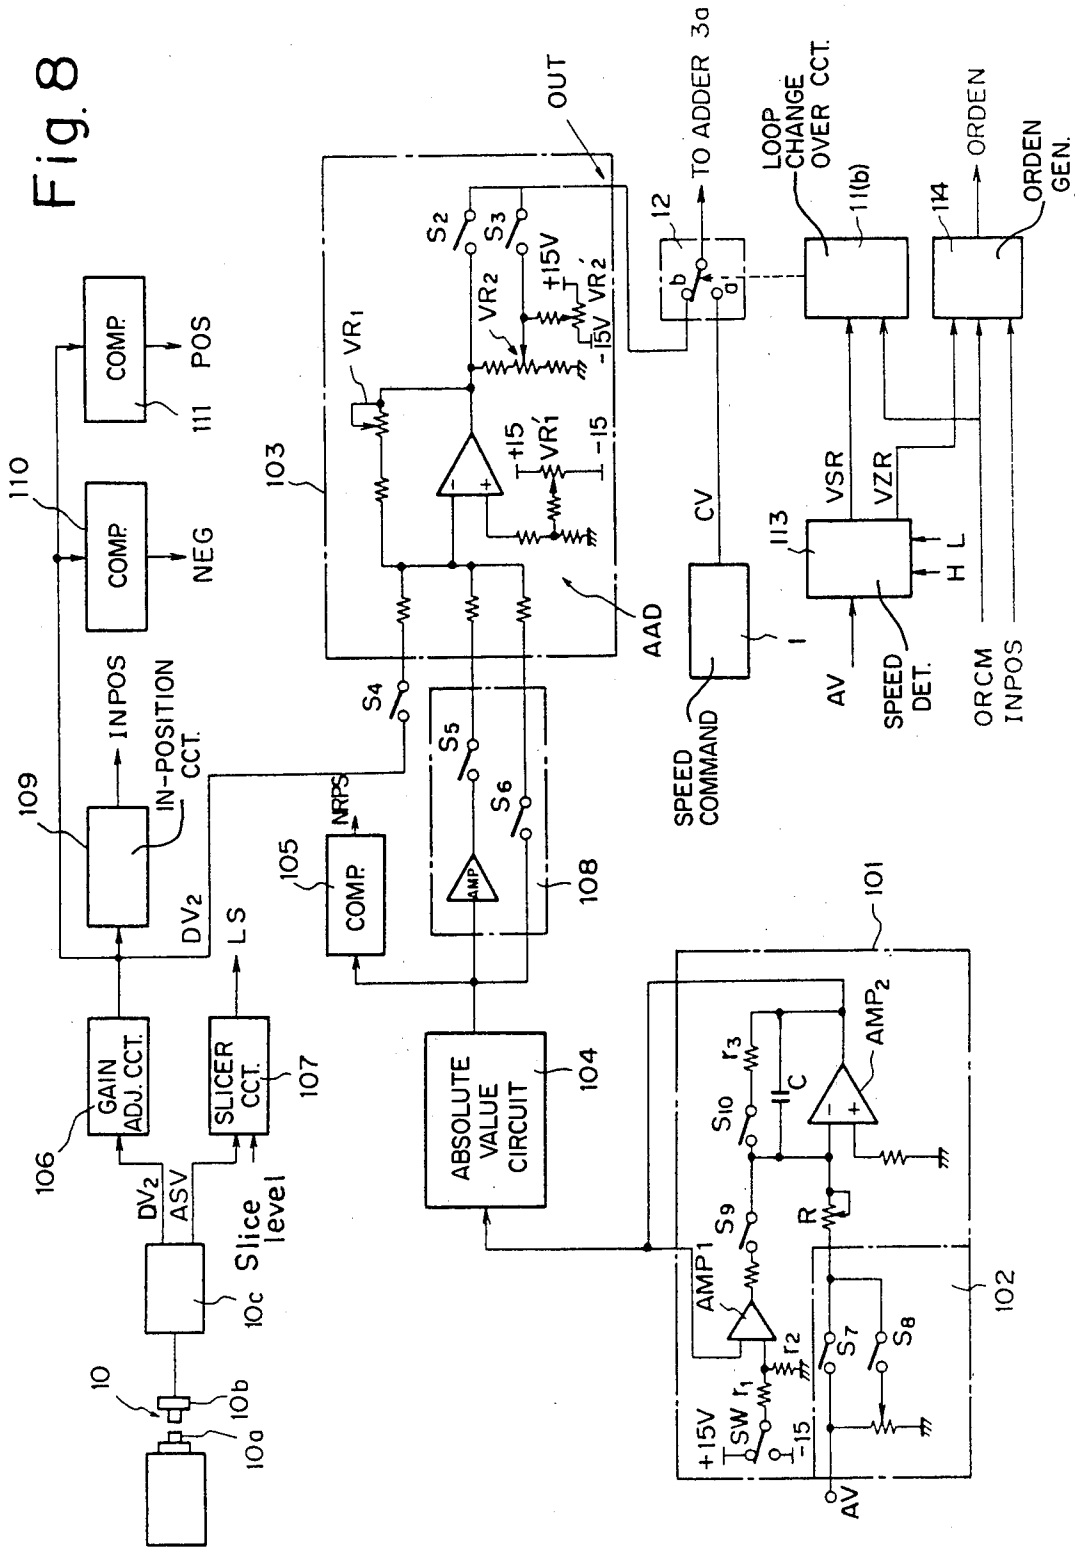 Fig. 8
10
10a
10b
10c
DV2
ASV
Slice
level
106
GAIN
ADJ. CCT.
SLICER
CCT.
107
LS
DV2
109
INPOS
IN-POSITION
CCT.
110
COMP.
NEG
COMP.
111
POS
ABSOLUTE
VALUE
CIRCUIT
104
105
COMP.
NRPS
AMP
S5
S6
108
S4
103
VR1
+15
VR1'
-15
AAD
VR2
S2
S3
+15V
VR2'
-15V
OUT
12
b
a
TO ADDER 3a
CV
SPEED
COMMAND
1
LOOP
CHANGE
OVER CCT.
11(b)
113
VSR
VZR
AV
H
L
SPEED
DET.
ORCM
INPOS
114
ORDEN
ORDEN
GEN.
101
+15V
SW
-15
r1
r2
AMP1
S9
S10
r3
C
AMP2
R
S7
S8
AV
102